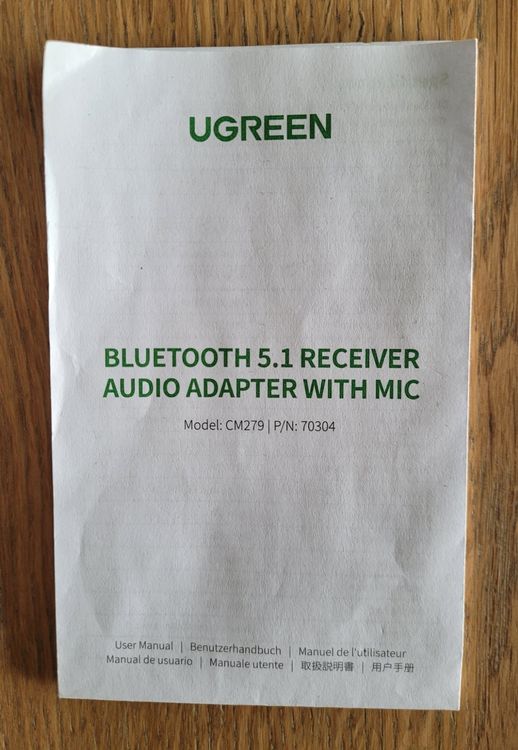 UGREEN
BLUETOOTH 5.1 RECEIVER
AUDIO ADAPTER WITH MIC
Model: CM279 | P/N: 70304
User Manual | Benutzerhandbuch | Manuel de l'utilisateur
Manual de usuario | Manuale utente | 取扱説明書 | 用户手册